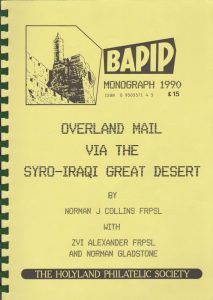 BAPIP
MONOGRAPH 1990
ISBN 0 9503571 4 5
£15
OVERLAND MAIL
VIA THE
SYRO-IRAQI GREAT DESERT
BY
NORMAN J COLLINS FRPSL
WITH
ZVI ALEXANDER FRPSL
AND NORMAN GLADSTONE
THE HOLYLAND PHILATELIC SOCIETY